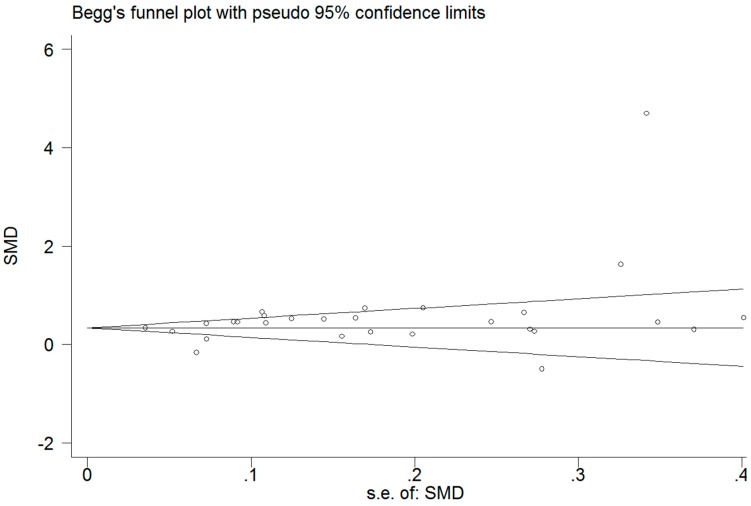 Begg's funnel plot with pseudo 95% confidence limits
6
4
2
0
-2
SMD
0 .1 .2 .3 .4
s.e. of: SMD